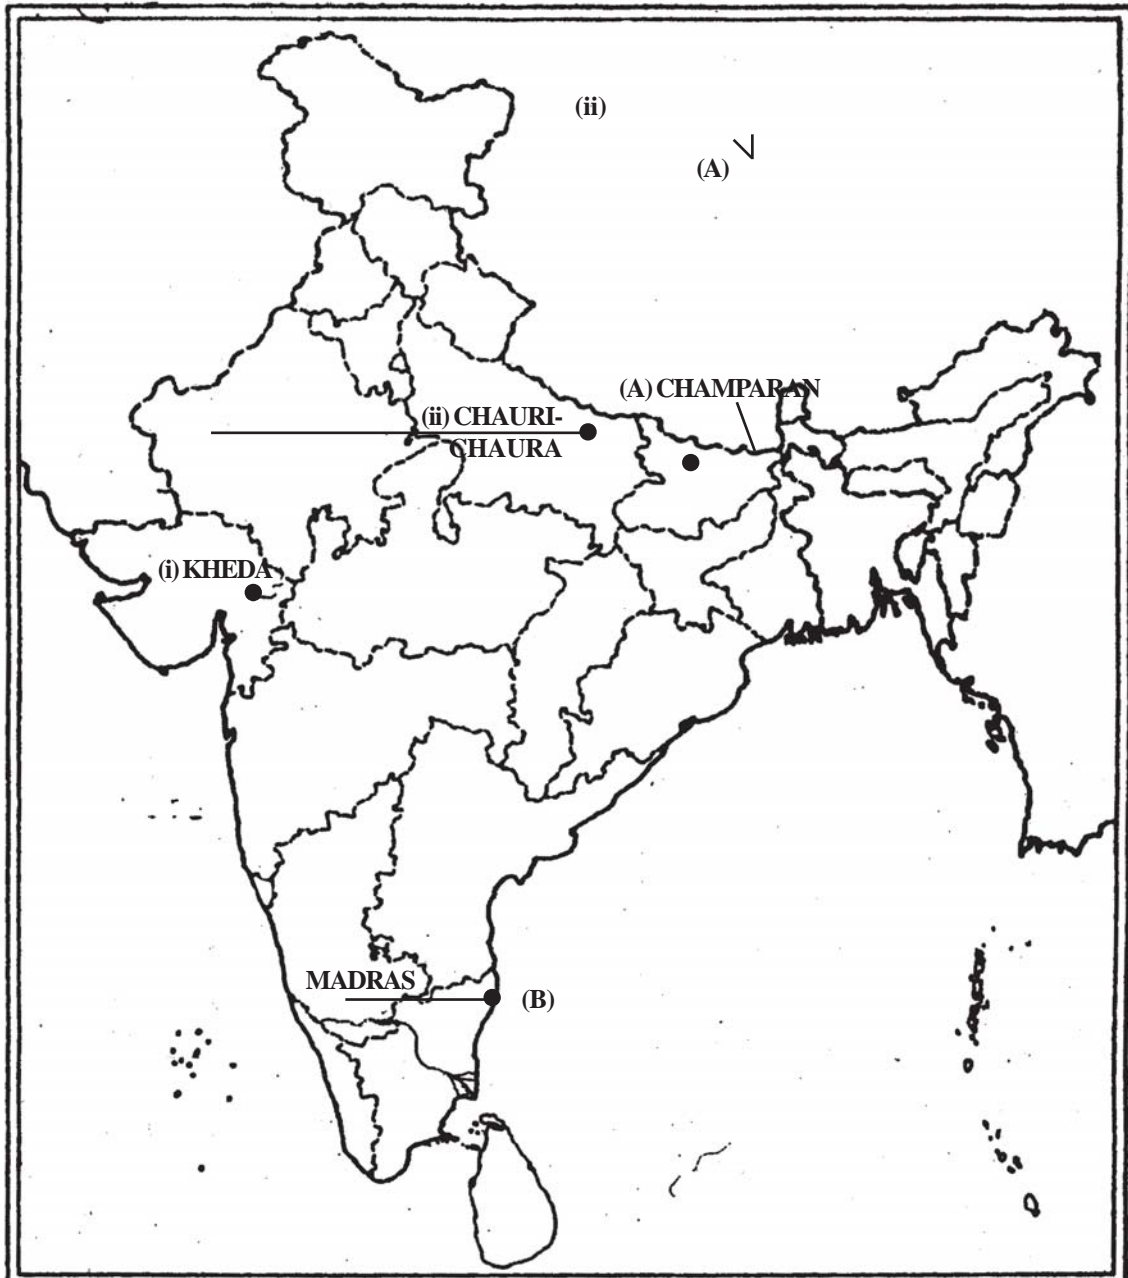 (ii)
(A)
(A) CHAMPARAN
(ii) CHAURI-
CHAURA
(i) KHEDA
MADRAS
(B)